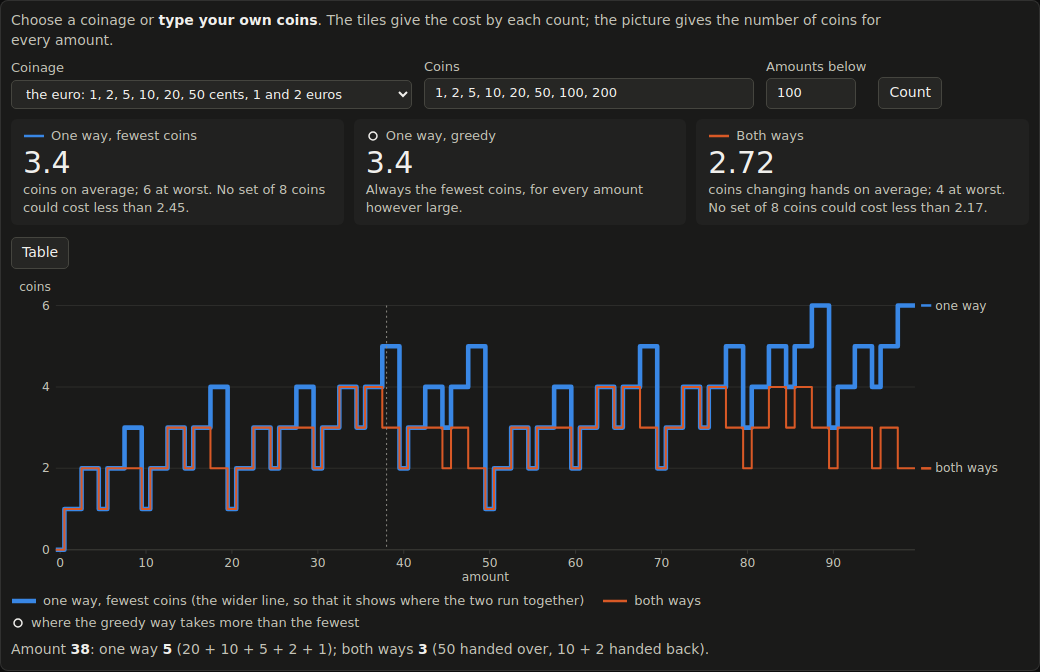 Choose a coinage or type your own coins. The tiles give the cost by each count; the picture gives the number of coins for
every amount.
Coinage
Coins
Amounts below
the euro: 1, 2, 5, 10, 20, 50 cents, 1 and 2 euros
1, 2, 5, 10, 20, 50, 100, 200
100
Count
One way, fewest coins
3.4
coins on average; 6 at worst. No set of 8 coins
could cost less than 2.45.
One way, greedy
3.4
Always the fewest coins, for every amount
however large.
Both ways
2.72
coins changing hands on average; 4 at worst.
No set of 8 coins could cost less than 2.17.
Table
coins
6
4
2
0
one way
both ways
0 10 20 30 40 50 60 70 80 90
amount
one way, fewest coins (the wider line, so that it shows where the two run together)
both ways
where the greedy way takes more than the fewest
Amount 38: one way 5 (20 + 10 + 5 + 2 + 1); both ways 3 (50 handed over, 10 + 2 handed back).